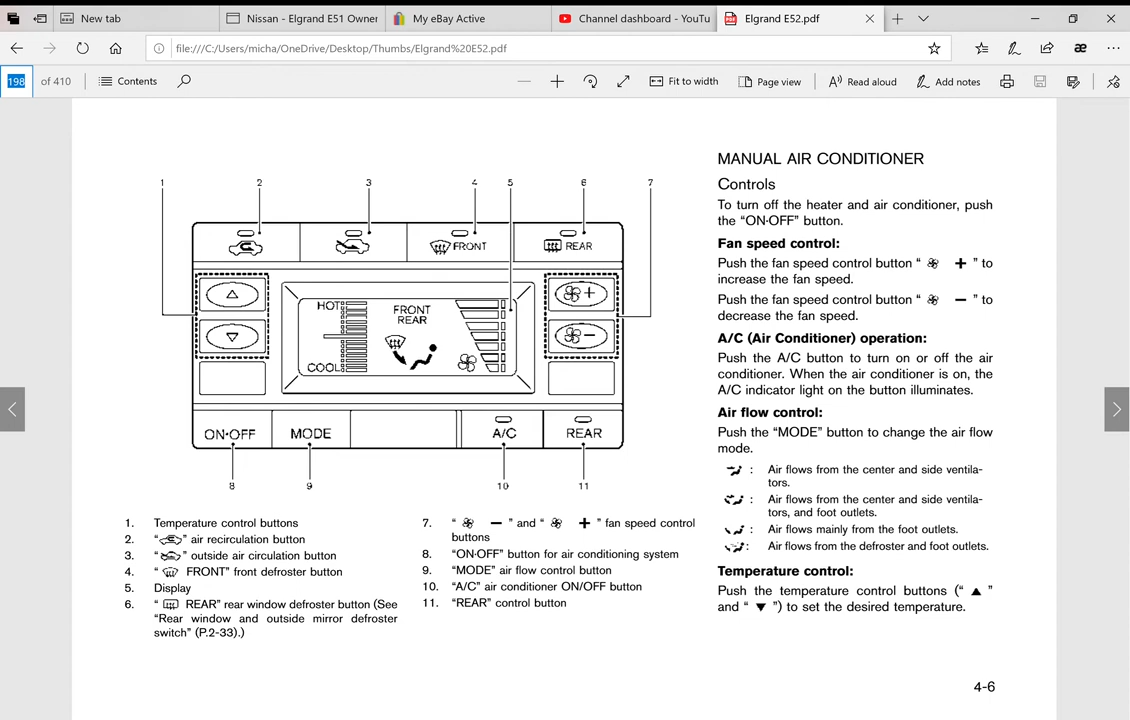 New tab
Nissan - Elgrand E51 Owner
My eBay Active
Channel dashboard - YouTu
Elgrand E52.pdf
file:///C:/Users/micha/OneDrive/Desktop/Thumbs/Elgrand%20E52.pdf
198 of 410
Contents
Fit to width
Page view
Read aloud
Add notes
1 2 3 4 5 6 7
FRONT
REAR
HOT
COOL
FRONT
REAR
ON·OFF
MODE
A/C
REAR
8 9 10 11
1. Temperature control buttons
2. “ ” air recirculation button
3. “ ” outside air circulation button
4. “ FRONT” front defroster button
5. Display
6. “ REAR” rear window defroster button (See
“Rear window and outside mirror defroster
switch” (P.2-33).)
7. “ − ” and “ + ” fan speed control
buttons
8. “ON·OFF” button for air conditioning system
9. “MODE” air flow control button
10. “A/C” air conditioner ON/OFF button
11. “REAR” control button
MANUAL AIR CONDITIONER
Controls
To turn off the heater and air conditioner, push
the “ON·OFF” button.
Fan speed control:
Push the fan speed control button “ + ” to
increase the fan speed.
Push the fan speed control button “ − ” to
decrease the fan speed.
A/C (Air Conditioner) operation:
Push the A/C button to turn on or off the air
conditioner. When the air conditioner is on, the
A/C indicator light on the button illuminates.
Air flow control:
Push the “MODE” button to change the air flow
mode.
: Air flows from the center and side ventila-
tors.
: Air flows from the center and side ventila-
tors, and foot outlets.
: Air flows mainly from the foot outlets.
: Air flows from the defroster and foot outlets.
Temperature control:
Push the temperature control buttons (“ ▲ ”
and “ ▼ ”) to set the desired temperature.
4-6